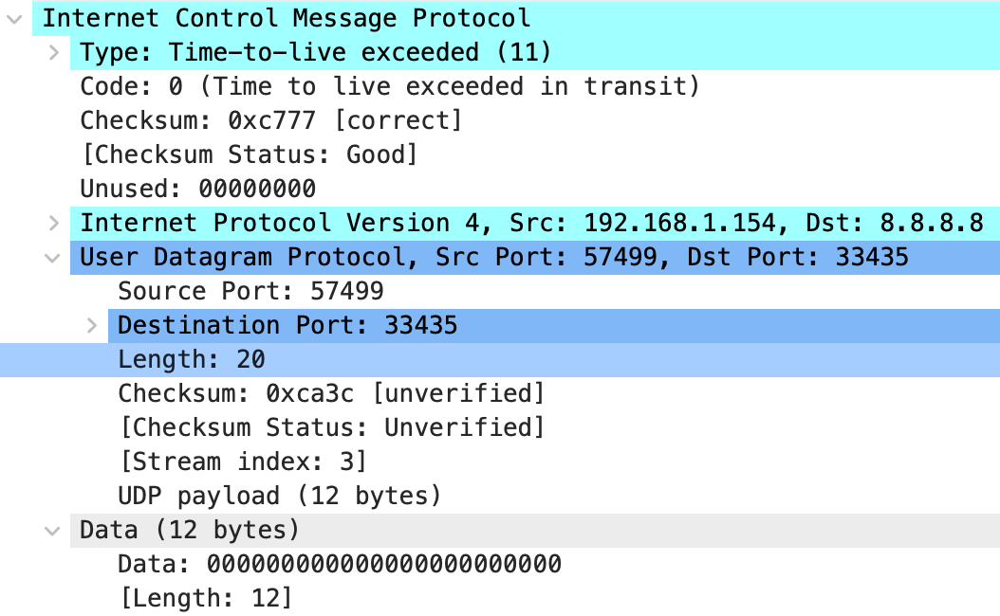 Internet Control Message Protocol
Type: Time-to-live exceeded (11)
Code: 0 (Time to live exceeded in transit)
Checksum: 0xc777 [correct]
[Checksum Status: Good]
Unused: 00000000
Internet Protocol Version 4, Src: 192.168.1.154, Dst: 8.8.8.8
User Datagram Protocol, Src Port: 57499, Dst Port: 33435
Source Port: 57499
Destination Port: 33435
Length: 20
Checksum: 0xca3c [unverified]
[Checksum Status: Unverified]
[Stream index: 3]
UDP payload (12 bytes)
Data (12 bytes)
Data: 000000000000000000000000
[Length: 12]